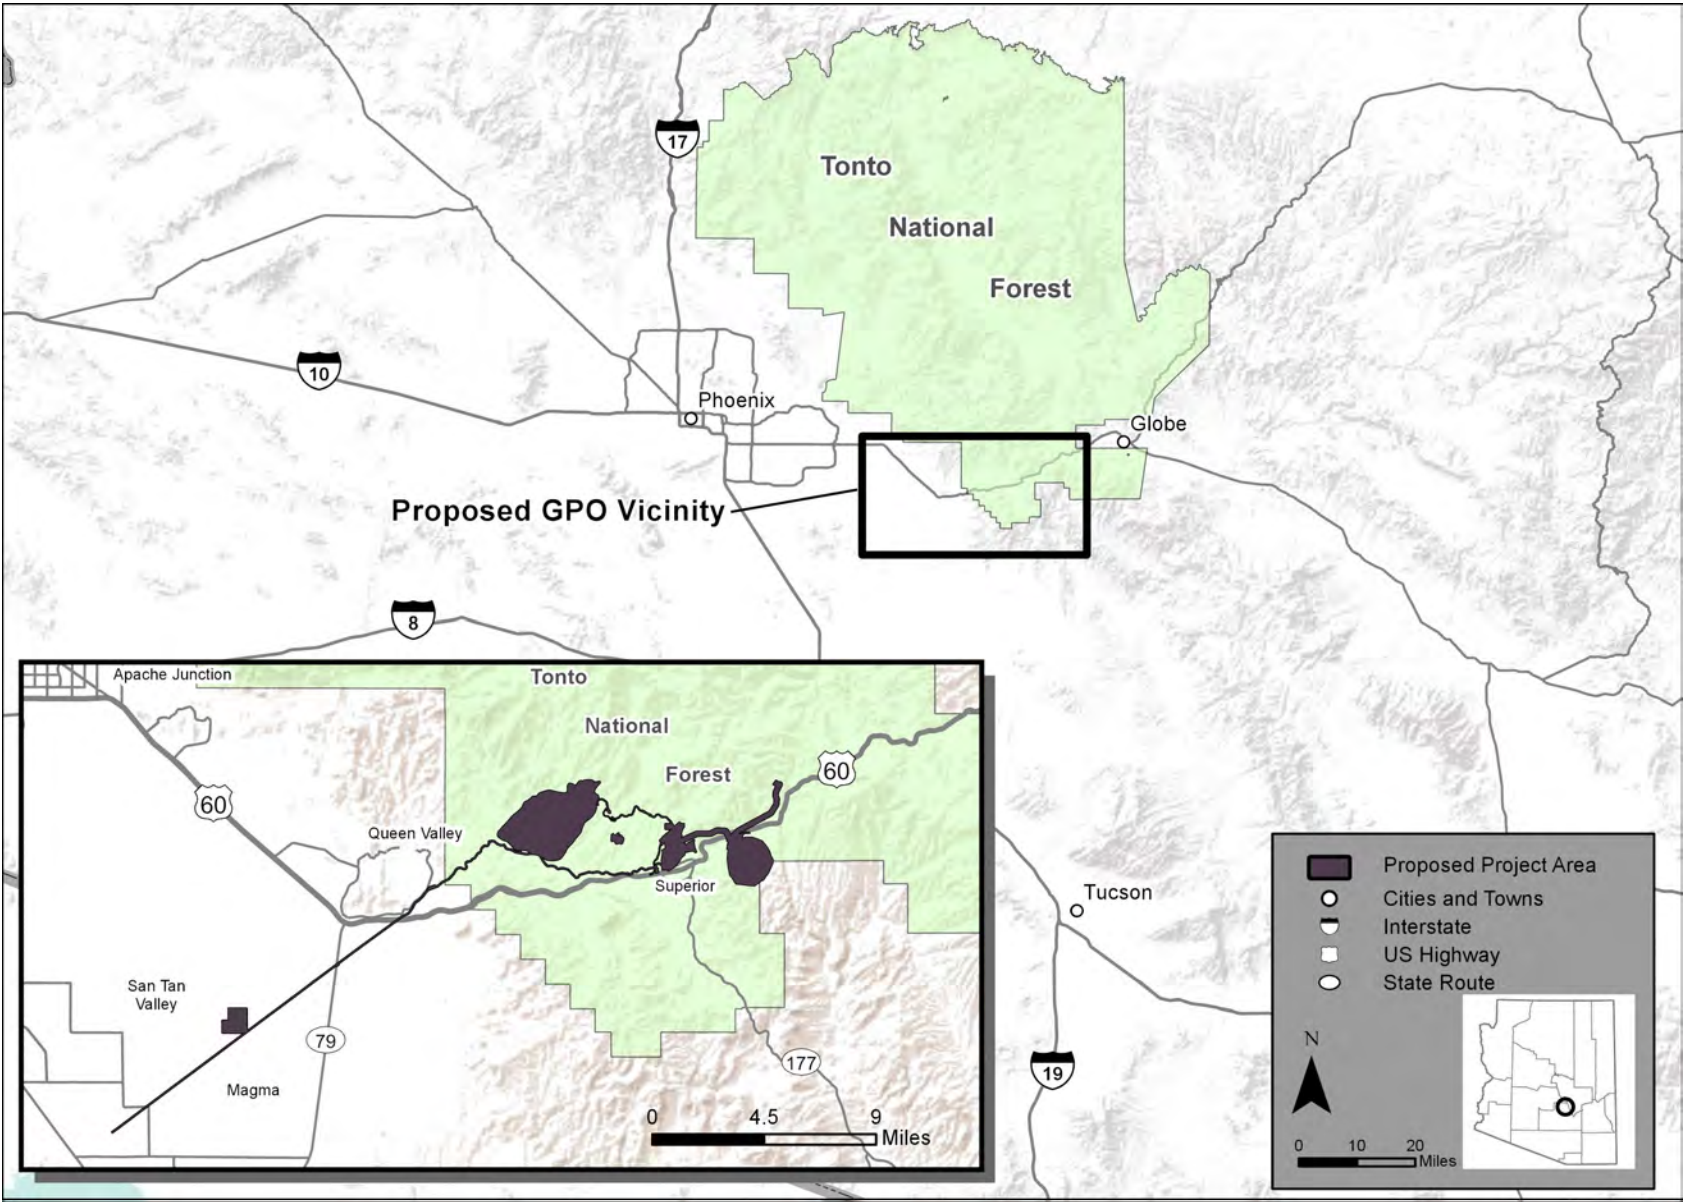 17
Tonto
National
Forest
10
Phoenix
Globe
Proposed GPO Vicinity
8
Apache Junction
Tonto
National
Forest
60
60
Queen Valley
Superior
San Tan
Valley
79
Magma
177
0 4.5 9
Miles
Tucson
19
Proposed Project Area
Cities and Towns
Interstate
US Highway
State Route
N
0 10 20
Miles